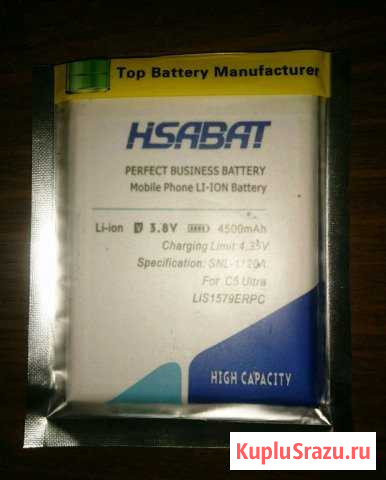 Top Battery Manufacturer
HSABAT
PERFECT BUSINESS BATTERY
Mobile Phone LI-ION Battery
Li-ion 3.8V 4500mAh
Charging Limit 4.35V
Specification: SNL-1120A
For C5 Ultra
LIS1579ERPC
HIGH CAPACITY
KupluSrazu.ru